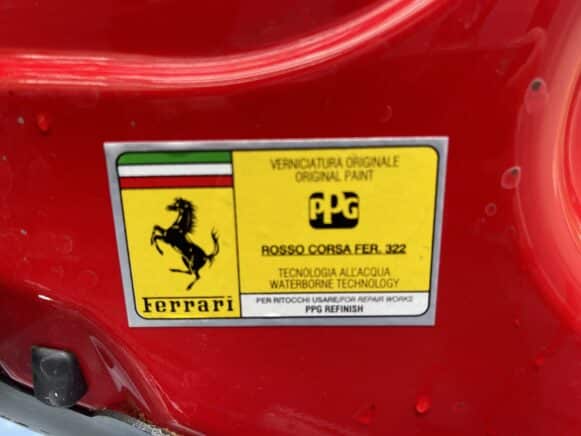 VERNICIATURA ORIGINALE
ORIGINAL PAINT
PPG
ROSSO CORSA FER. 322
TECNOLOGIA ALL'ACQUA
WATERBORNE TECHNOLOGY
Ferrari
PER RITOCCHI USARE/FOR REPAIR WORKS
PPG REFINISH